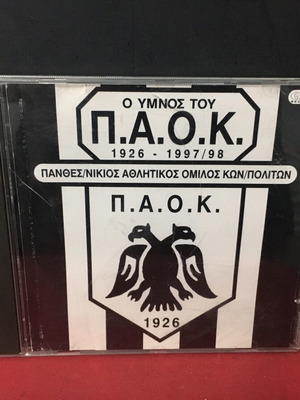 Ο ΥΜΝΟΣ ΤΟΥ
Π.Α.Ο.Κ.
1926 - 1997/98
ΠΑΝΘΕΣ/ΝΙΚΙΟΣ ΑΘΛΗΤΙΚΟΣ ΟΜΙΛΟΣ ΚΩΝ/ΠΟΛΙΤΩΝ
Π.Α.Ο.Κ.
1926